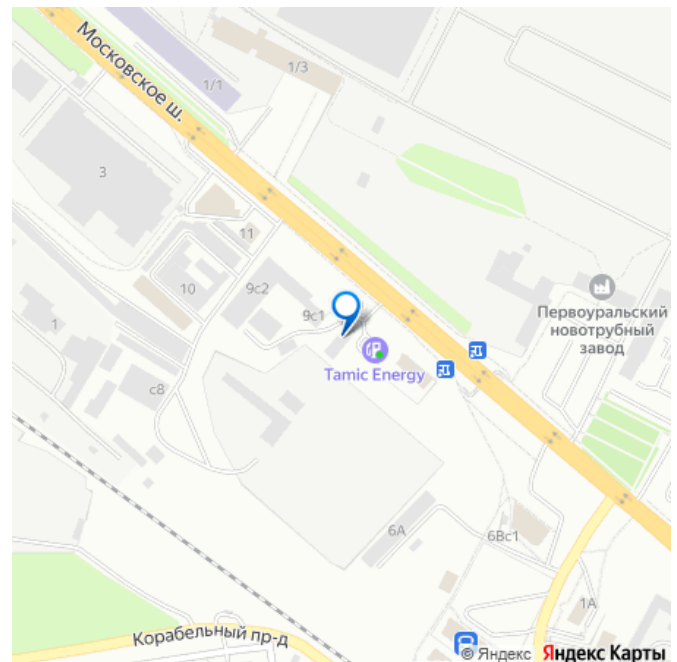 Московское ш.
1/1
1/3
3
11
10
9с2
9с1
1
с8
Первоуральский
новотрубный
завод
Tamic Energy
6А
6Вс1
1А
Корабельный пр-д
© Яндекс Яндекс Карты